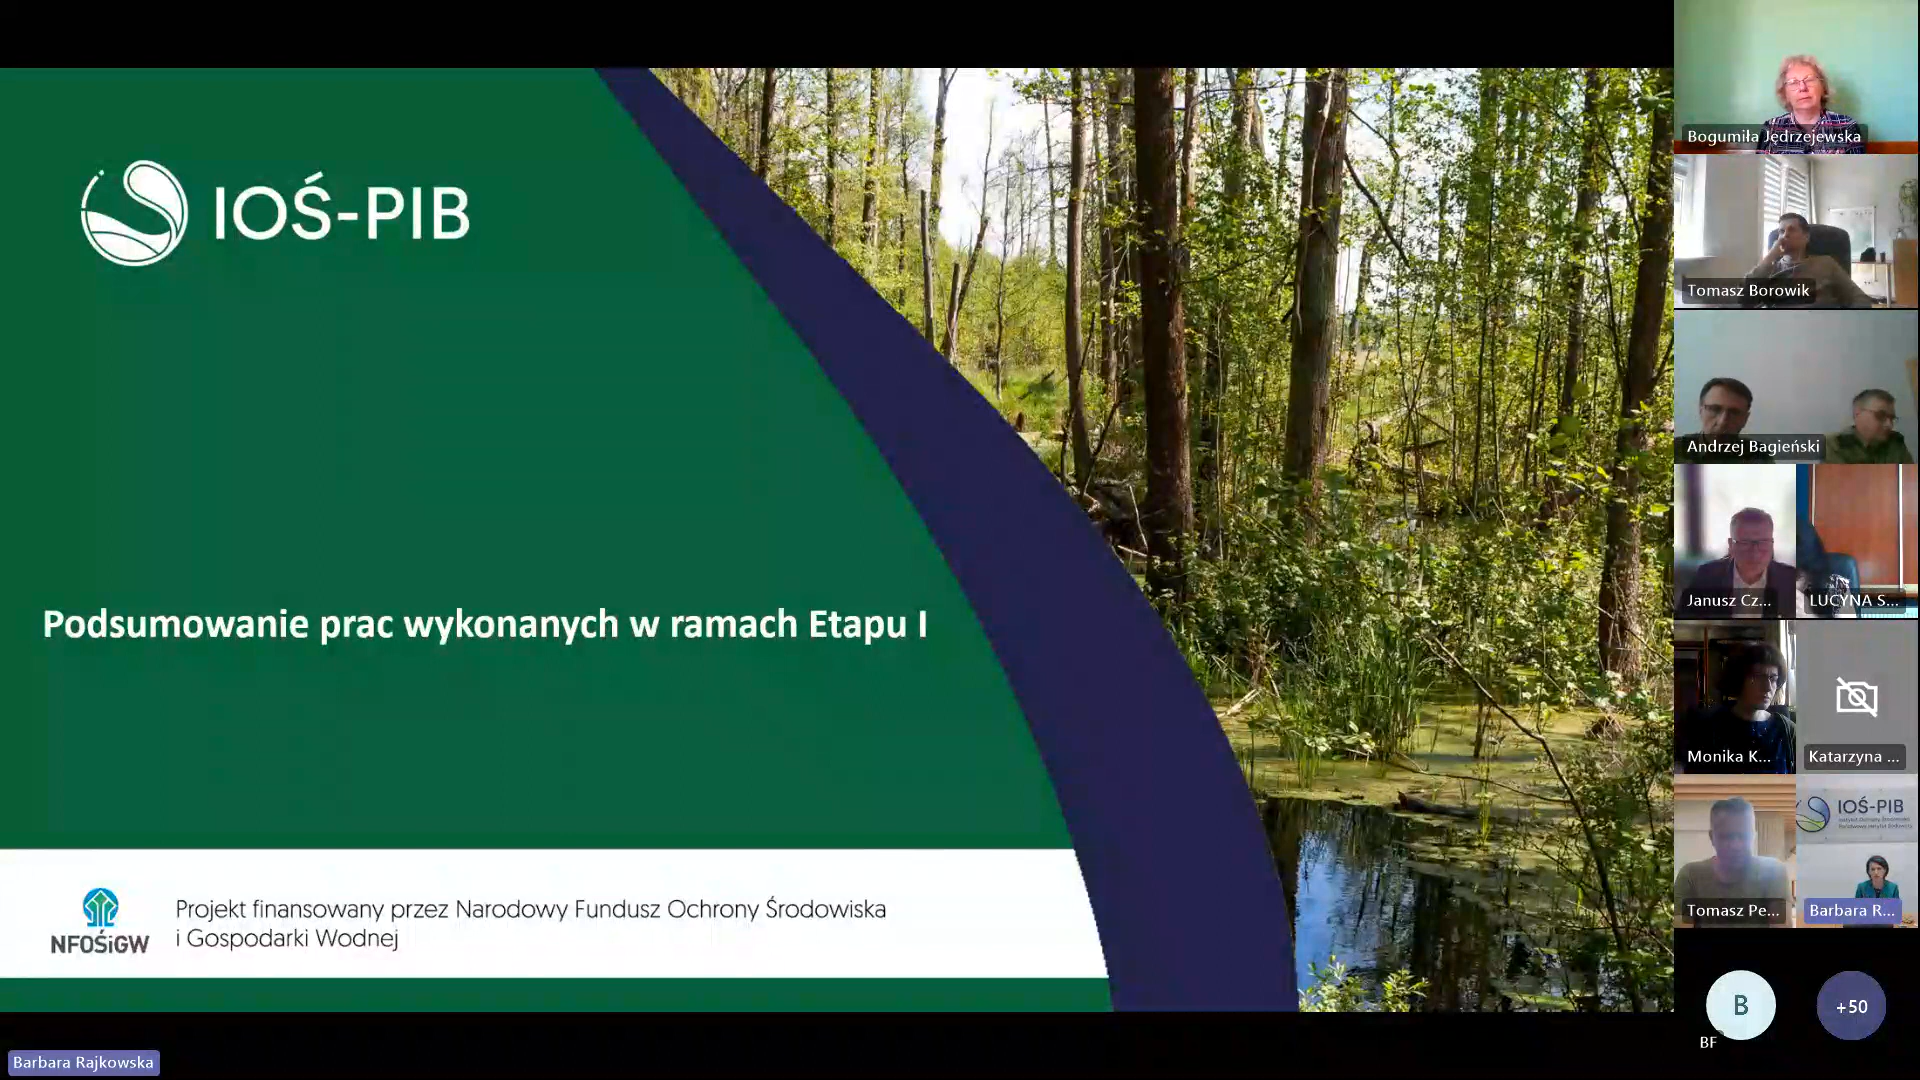 IOŚ-PIB
Podsumowanie prac wykonanych w ramach Etapu I
NFOŚiGW
Projekt finansowany przez Narodowy Fundusz Ochrony Środowiska
i Gospodarki Wodnej
Barbara Rajkowska
Bogumiła Jędrzejewska
Tomasz Borowik
Andrzej Bagieński
Janusz Cz...
LUCYNA S...
Monika K...
Katarzyna ...
Tomasz Pe...
IOŚ-PIB
Barbara R...
B
BF
+50